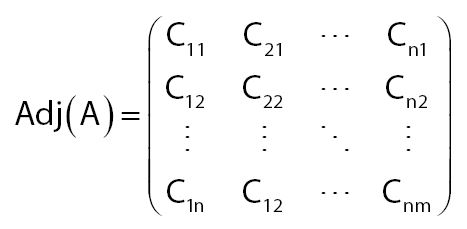 Adj(A) = ( C₁₁ C₂₁ ⋯ Cₙ₁
C₁₂ C₂₂ ⋯ Cₙ₂
⋮ ⋮ ⋱ ⋮
C₁ₙ C₁₂ ⋯ Cₙₘ )